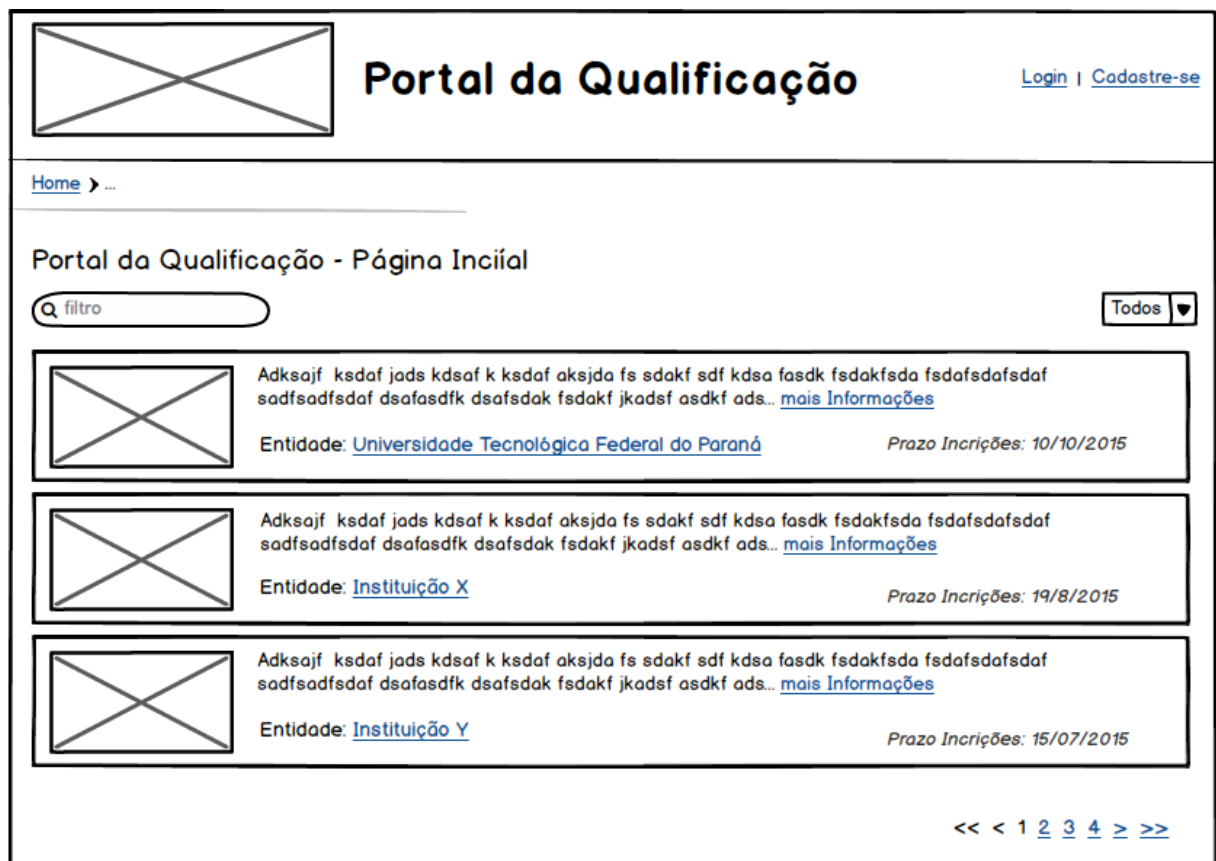 Portal da Qualificação
Login | Cadastre-se
Home > ...
Portal da Qualificação - Página Inciíal
filtro
Todos
Adksajf ksdaf jads kdsaf k ksdaf aksjda fs sdakf sdf kdsa fasdk fsdakfsda fsdafsdafsdaf
sadfsadfsdaf dsafasdfk dsafsdak fsdakf jkadsf asdkf ads... mais Informações
Entidade: Universidade Tecnológica Federal do Paraná
Prazo Incrições: 10/10/2015
Adksajf ksdaf jads kdsaf k ksdaf aksjda fs sdakf sdf kdsa fasdk fsdakfsda fsdafsdafsdaf
sadfsadfsdaf dsafasdfk dsafsdak fsdakf jkadsf asdkf ads... mais Informações
Entidade: Instituição X
Prazo Incrições: 19/8/2015
Adksajf ksdaf jads kdsaf k ksdaf aksjda fs sdakf sdf kdsa fasdk fsdakfsda fsdafsdafsdaf
sadfsadfsdaf dsafasdfk dsafsdak fsdakf jkadsf asdkf ads... mais Informações
Entidade: Instituição Y
Prazo Incrições: 15/07/2015
<< < 1 2 3 4 > >>